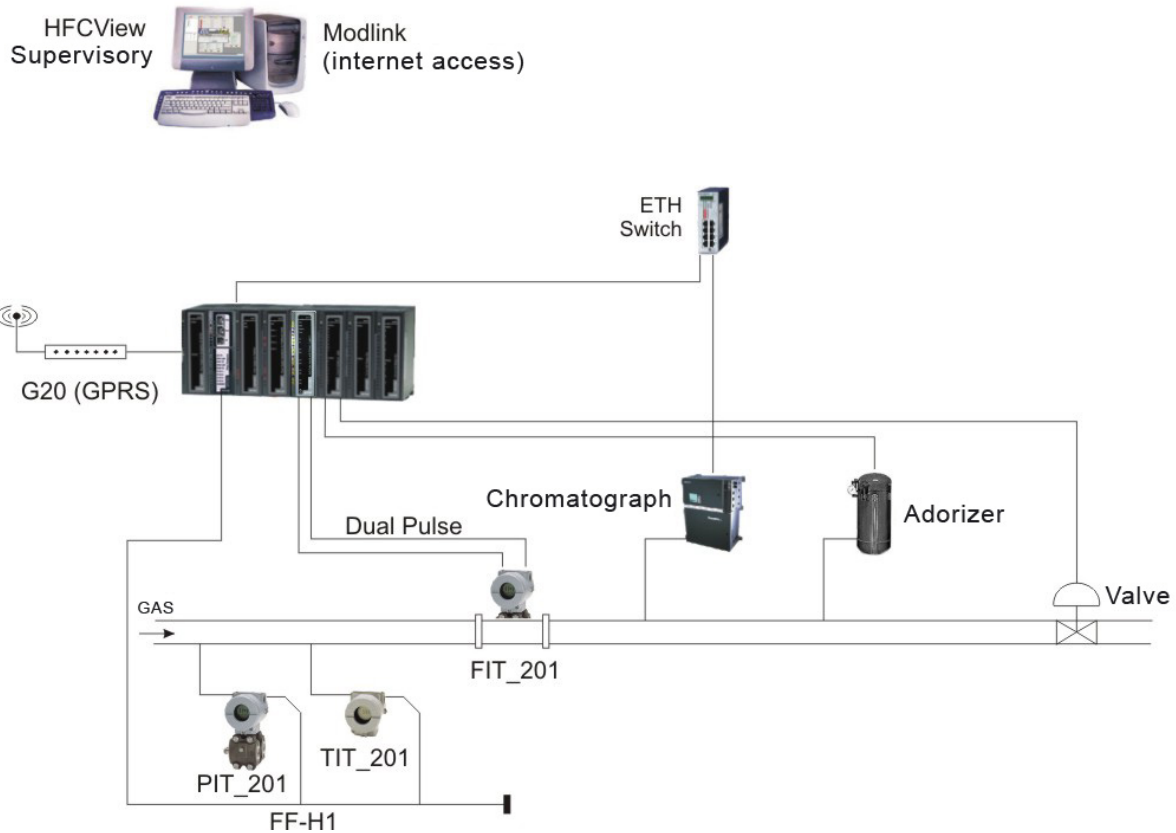 HFCView
Supervisory
Modlink
(internet access)
ETH
Switch
G20 (GPRS)
Chromatograph
Adorizer
Dual Pulse
Valve
GAS
FIT_201
TIT_201
PIT_201
FF-H1